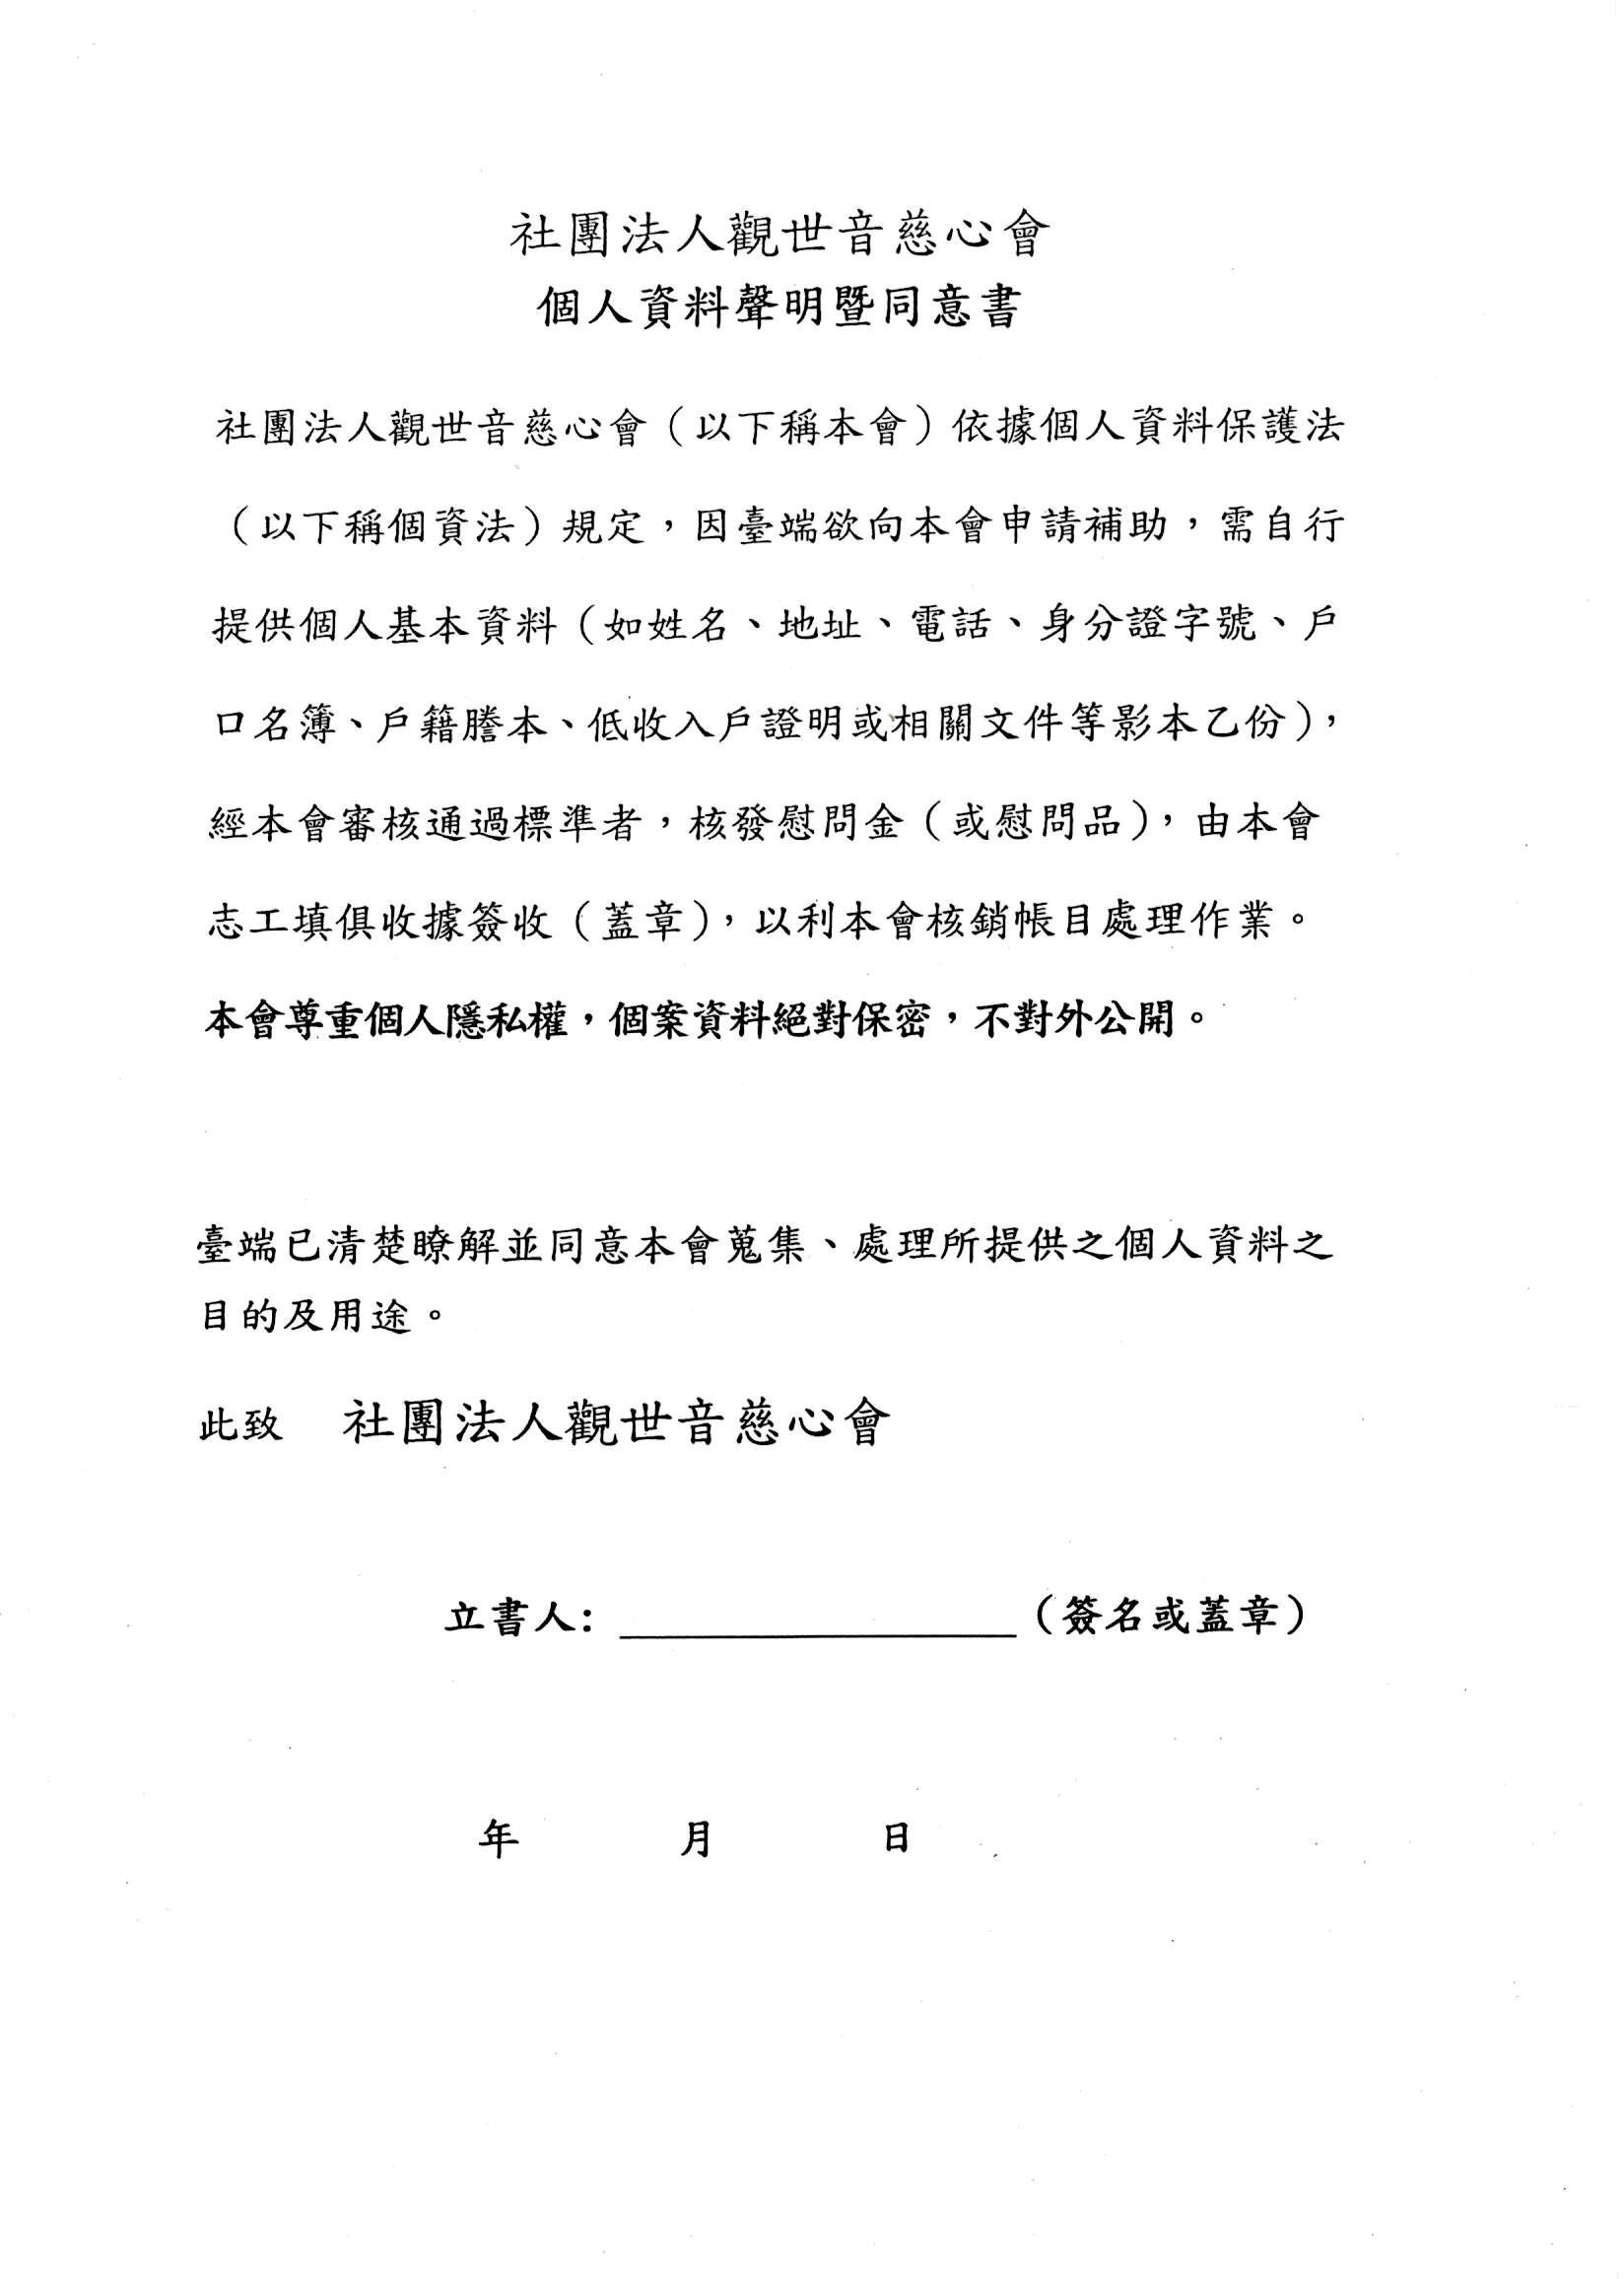 社團法人觀世音慈心會
個人資料聲明暨同意書
社團法人觀世音慈心會（以下稱本會）依據個人資料保護法
（以下稱個資法）規定，因臺端欲向本會申請補助，需自行
提供個人基本資料（如姓名、地址、電話、身分證字號、戶
口名簿、戶籍謄本、低收入戶證明或相關文件等影本乙份），
經本會審核通過標準者，核發慰問金（或慰問品），由本會
志工填俱收據簽收（蓋章），以利本會核銷帳目處理作業。
本會尊重個人隱私權，個案資料絕對保密，不對外公開。
臺端已清楚瞭解並同意本會蒐集、處理所提供之個人資料之
目的及用途。
此致　社團法人觀世音慈心會
立書人: ＿＿＿＿＿＿＿＿（簽名或蓋章）
年　　月　　日